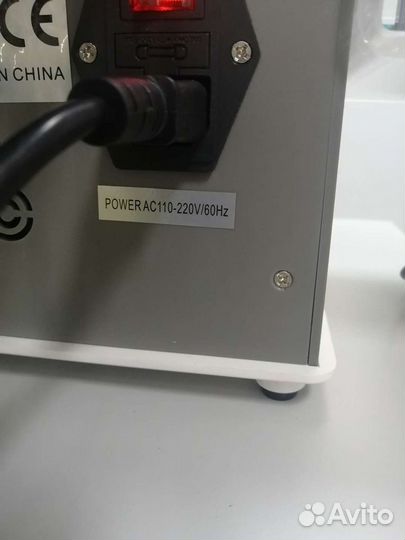 CE
N CHINA
POWER AC110-220V/60Hz
Avito